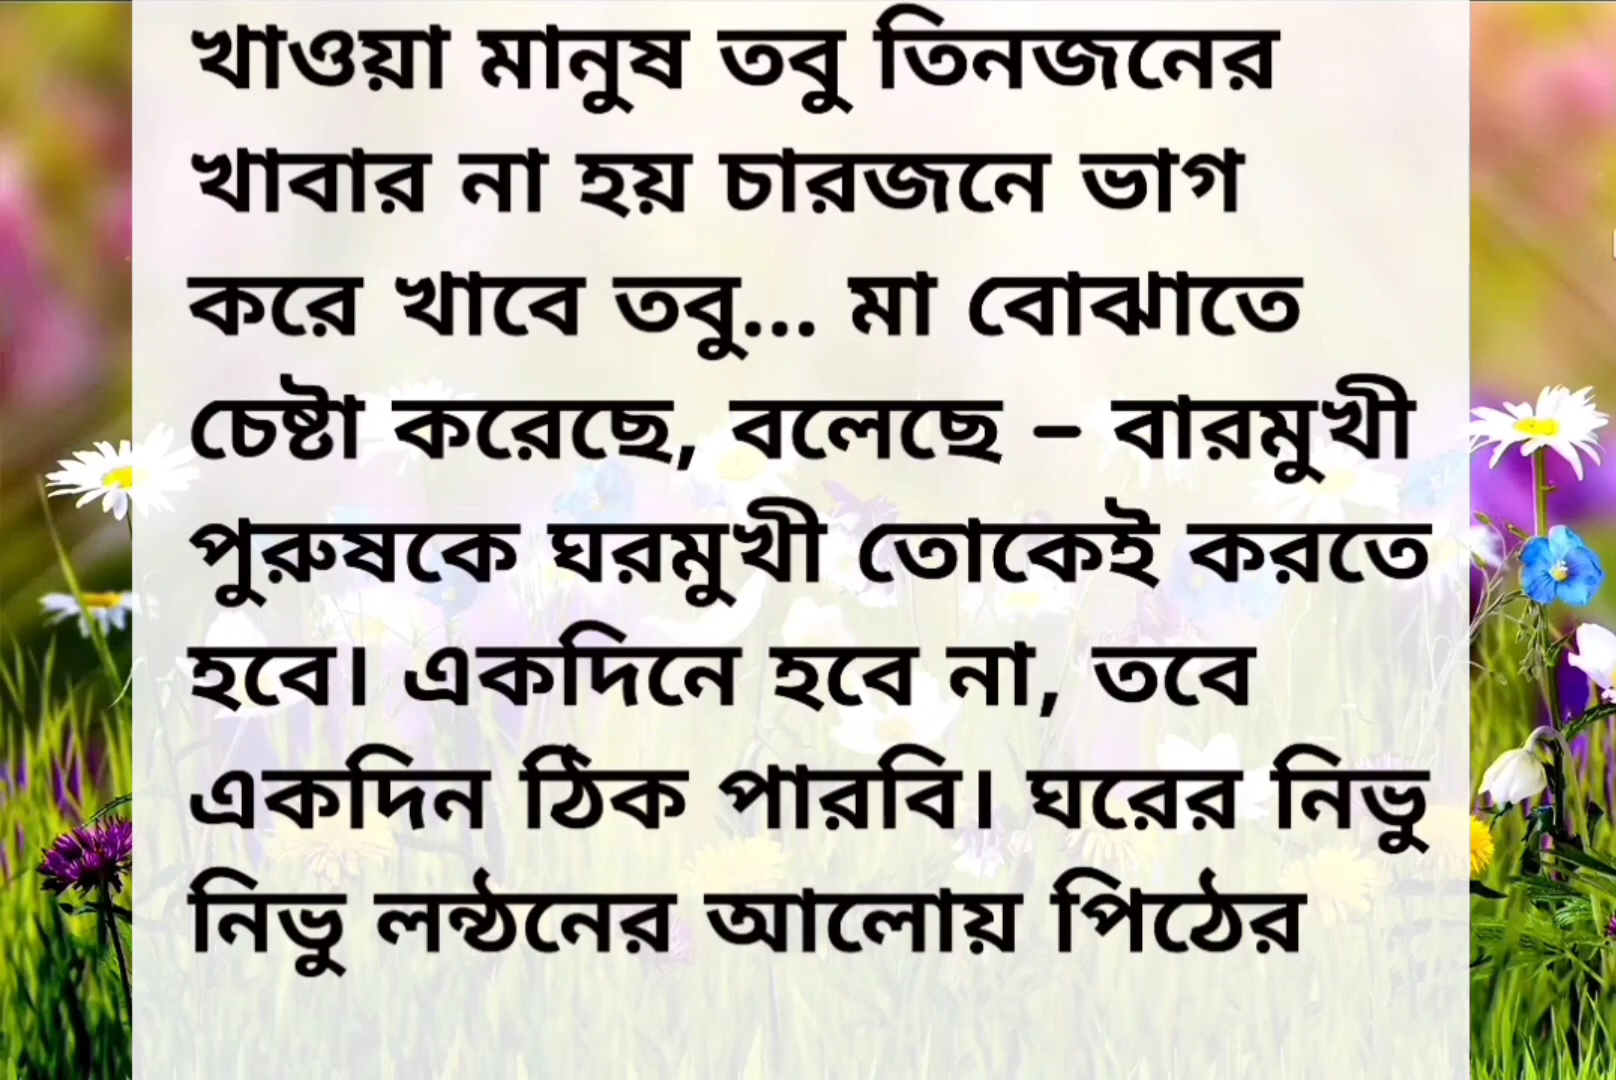 খাওয়া মানুষ তবু তিনজনের
খাবার না হয় চারজনে ভাগ
করে খাবে তবু... মা বোঝাতে
চেষ্টা করেছে, বলেছে – বারমুখী
পুরুষকে ঘরমুখী তোকেই করতে
হবে। একদিনে হবে না, তবে
একদিন ঠিক পারবি। ঘরের নিভু
নিভু লন্ঠনের আলোয় পিঠের